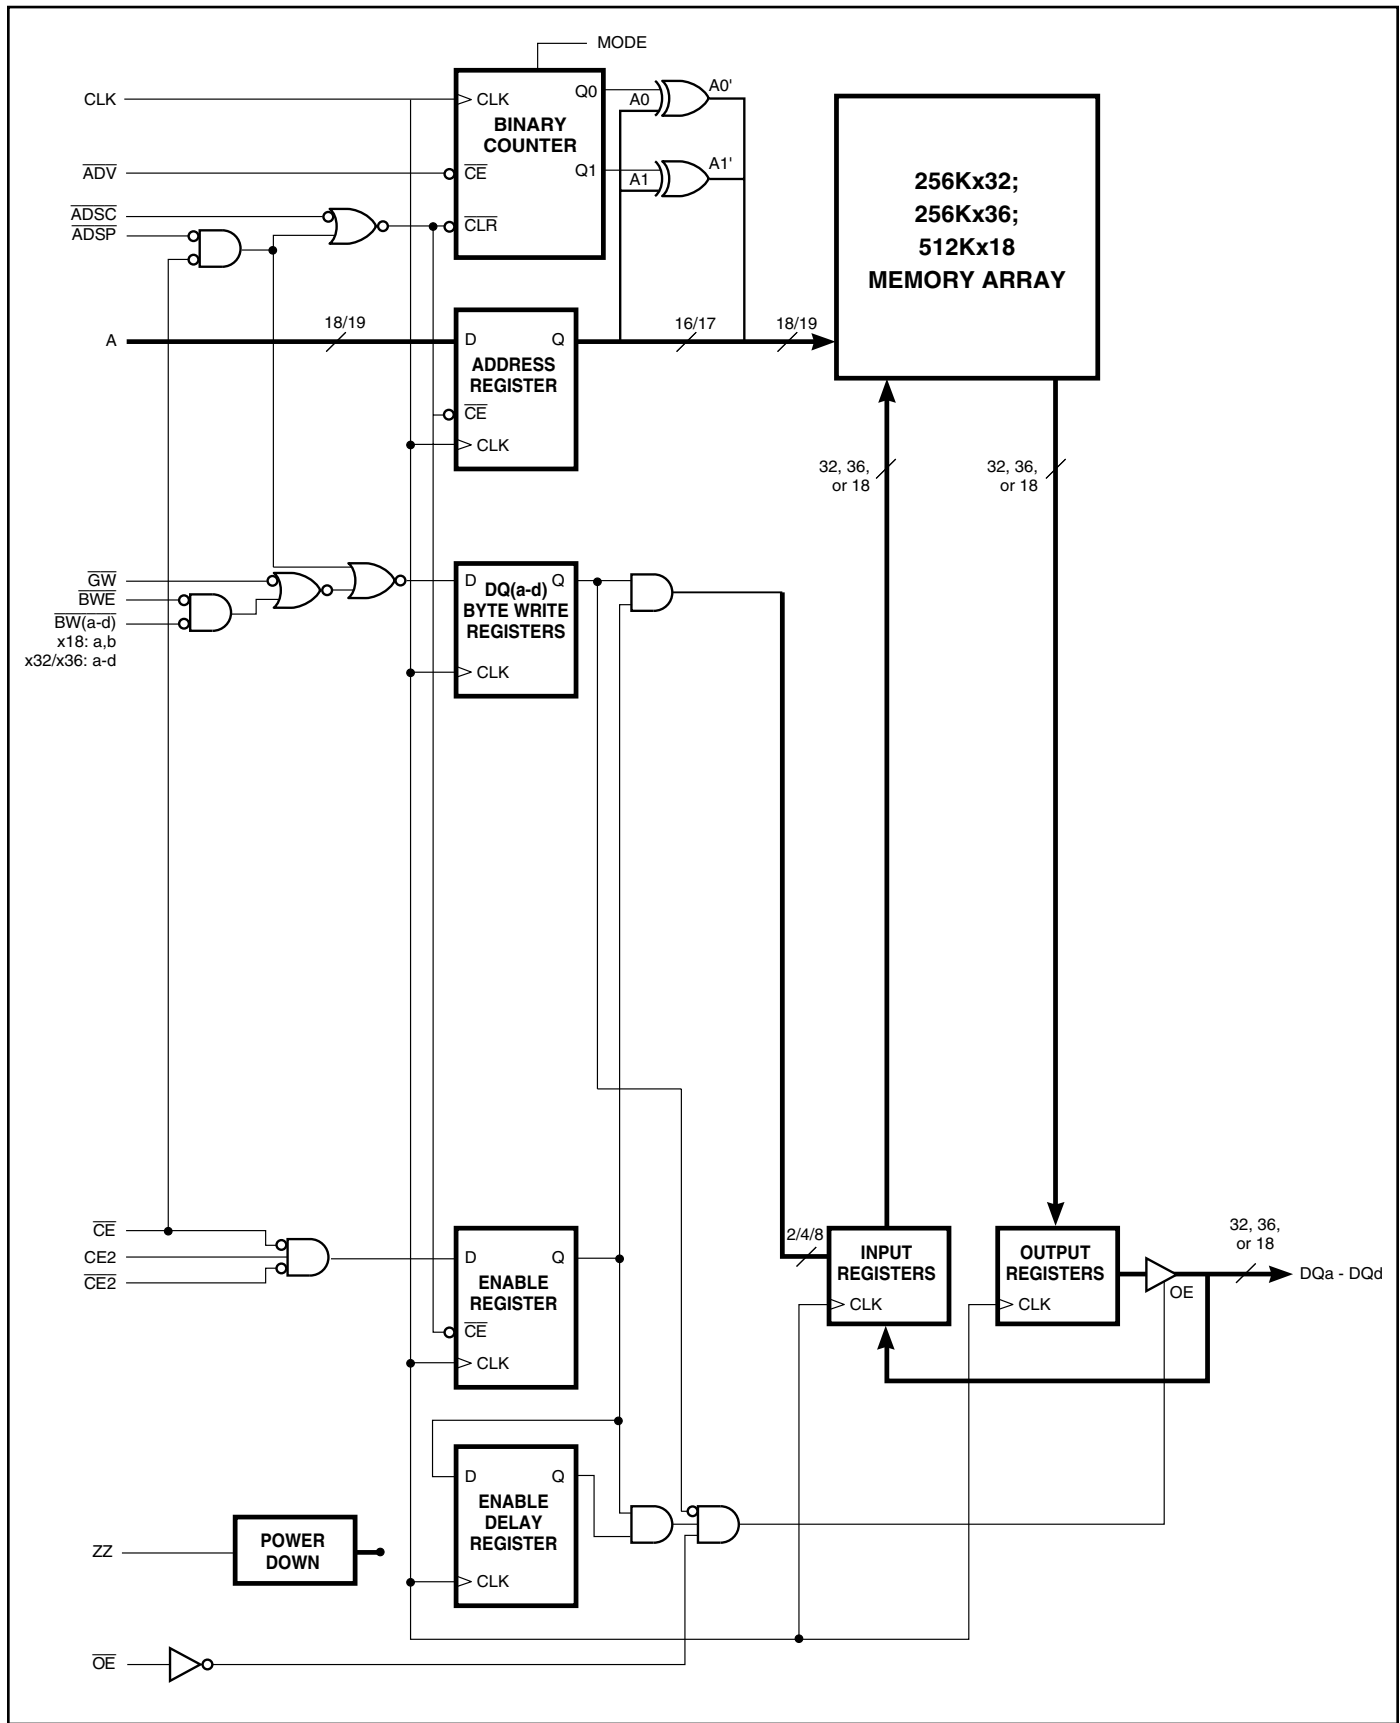 MODE
CLK
CLK
Q0
A0
A0'
BINARY
COUNTER
ADV
CE
Q1
A1
A1'
ADSC
ADSP
CLR
256Kx32;
256Kx36;
512Kx18
MEMORY ARRAY
A
18/19
D
Q
16/17
18/19
ADDRESS
REGISTER
CE
CLK
32, 36,
or 18
32, 36,
or 18
GW
BWE
BW(a-d)
x18: a,b
x32/x36: a-d
D
Q
DQ(a-d)
BYTE WRITE
REGISTERS
CLK
CE
CE2
CE2
D
Q
ENABLE
REGISTER
CE
CLK
2/4/8
INPUT
REGISTERS
CLK
OUTPUT
REGISTERS
CLK
OE
32, 36,
or 18
DQa - DQd
D
Q
ENABLE
DELAY
REGISTER
CLK
ZZ
POWER
DOWN
OE